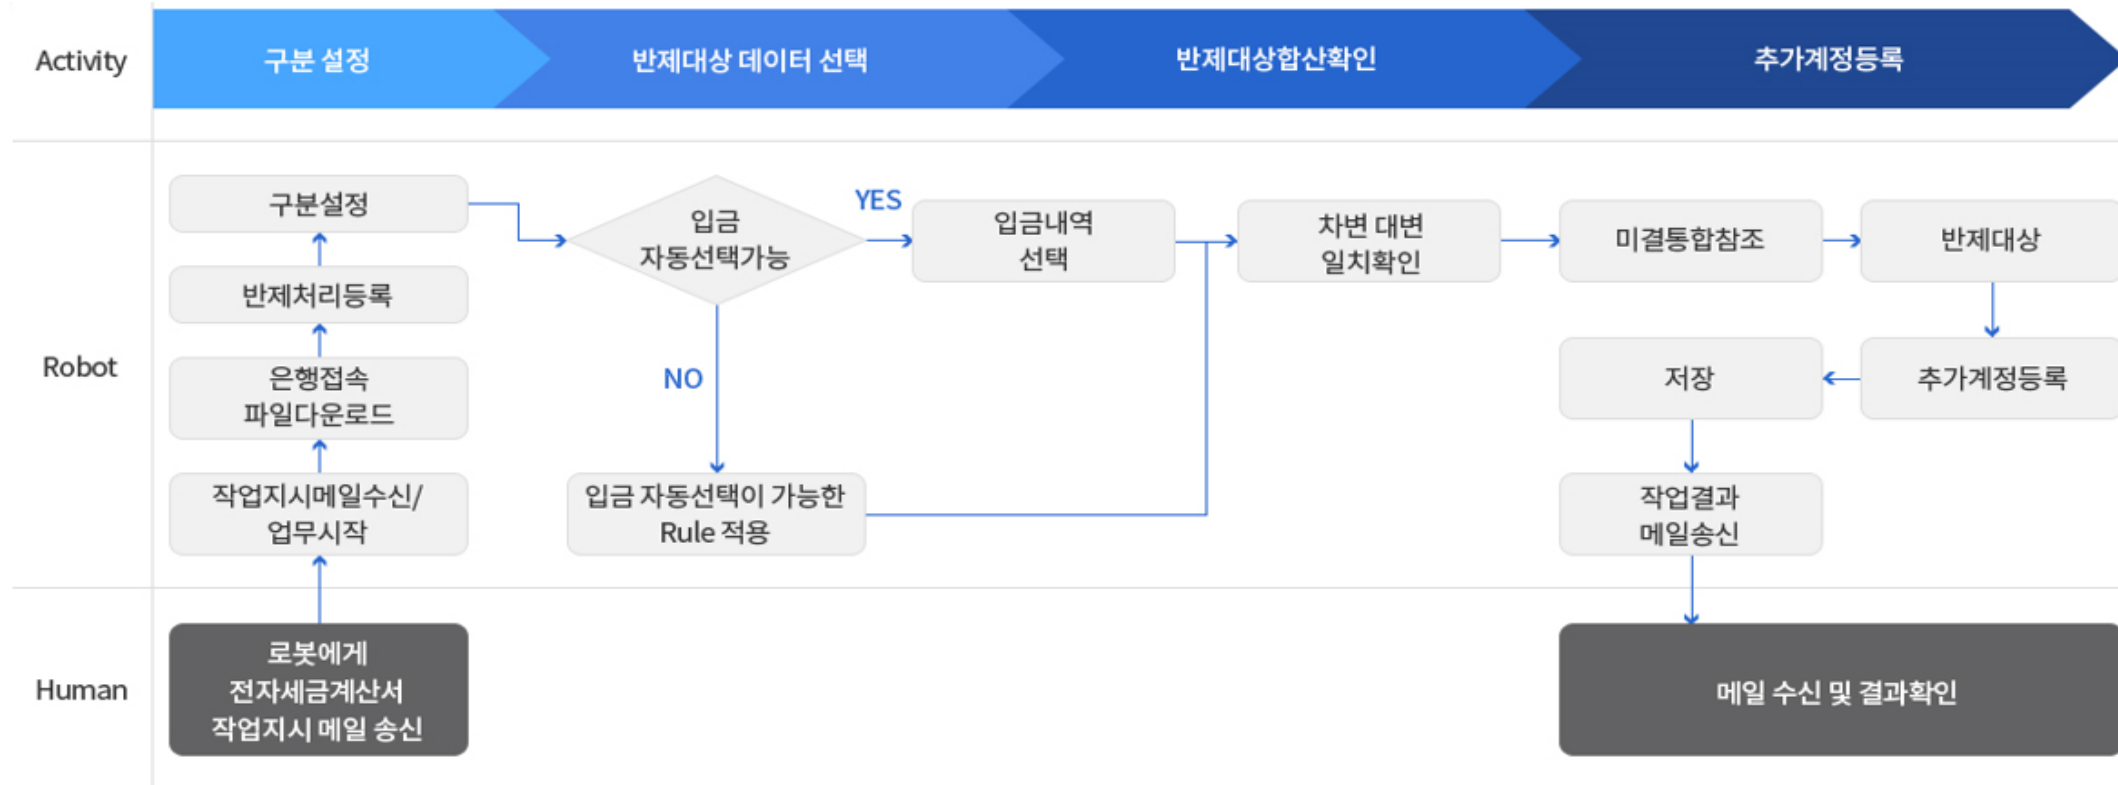 Activity
구분 설정
반제대상 데이터 선택
반제대상합산확인
추가계정등록
Robot
구분설정
반제처리등록
은행접속
파일다운로드
작업지시메일수신/
업무시작
입금
자동선택가능
YES
NO
입금내역
선택
입금 자동선택이 가능한
Rule 적용
차변 대변
일치확인
미결통합참조
반제대상
추가계정등록
저장
작업결과
메일송신
Human
로봇에게
전자세금계산서
작업지시 메일 송신
메일 수신 및 결과확인